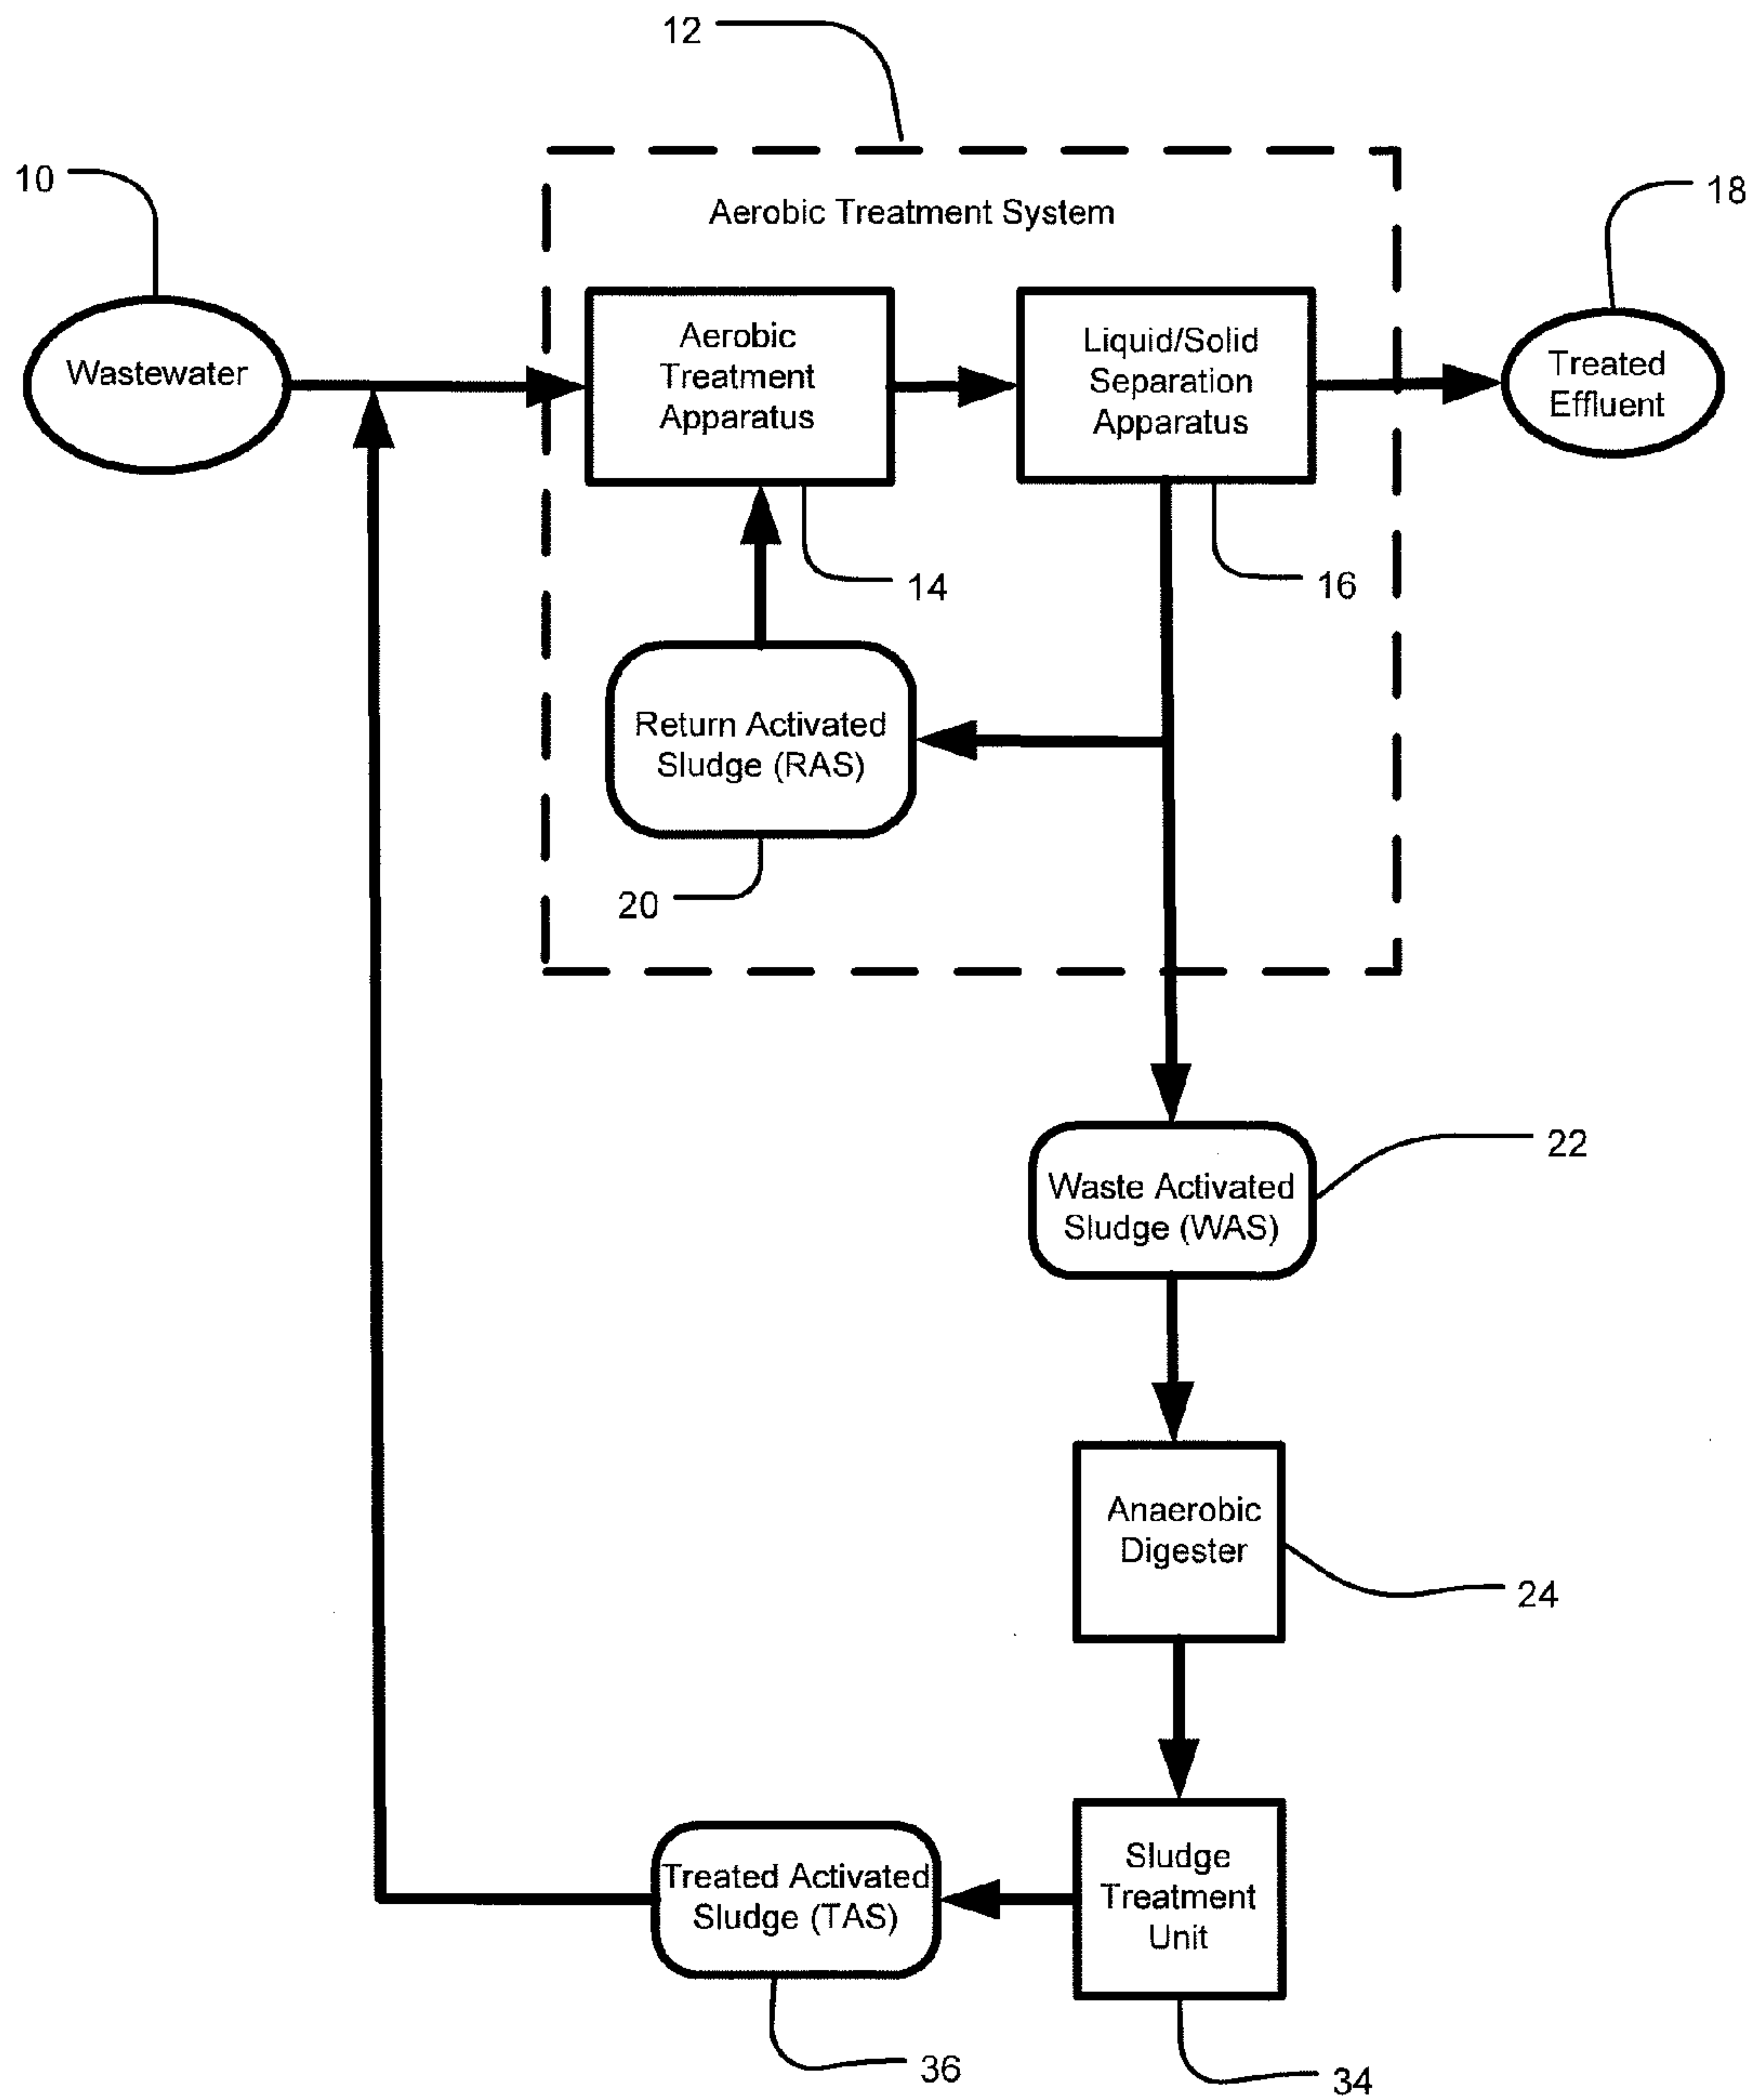 12
10
18
Aerobic Treatment System
Wastewater
Aerobic
Treatment
Apparatus
Liquid/Solid
Separation
Apparatus
Treated
Effluent
14
16
Return Activated
Sludge (RAS)
20
Waste Activated
Sludge (WAS)
22
Anaerobic
Digester
24
Sludge
Treatment
Unit
Treated Activated
Sludge (TAS)
36
34